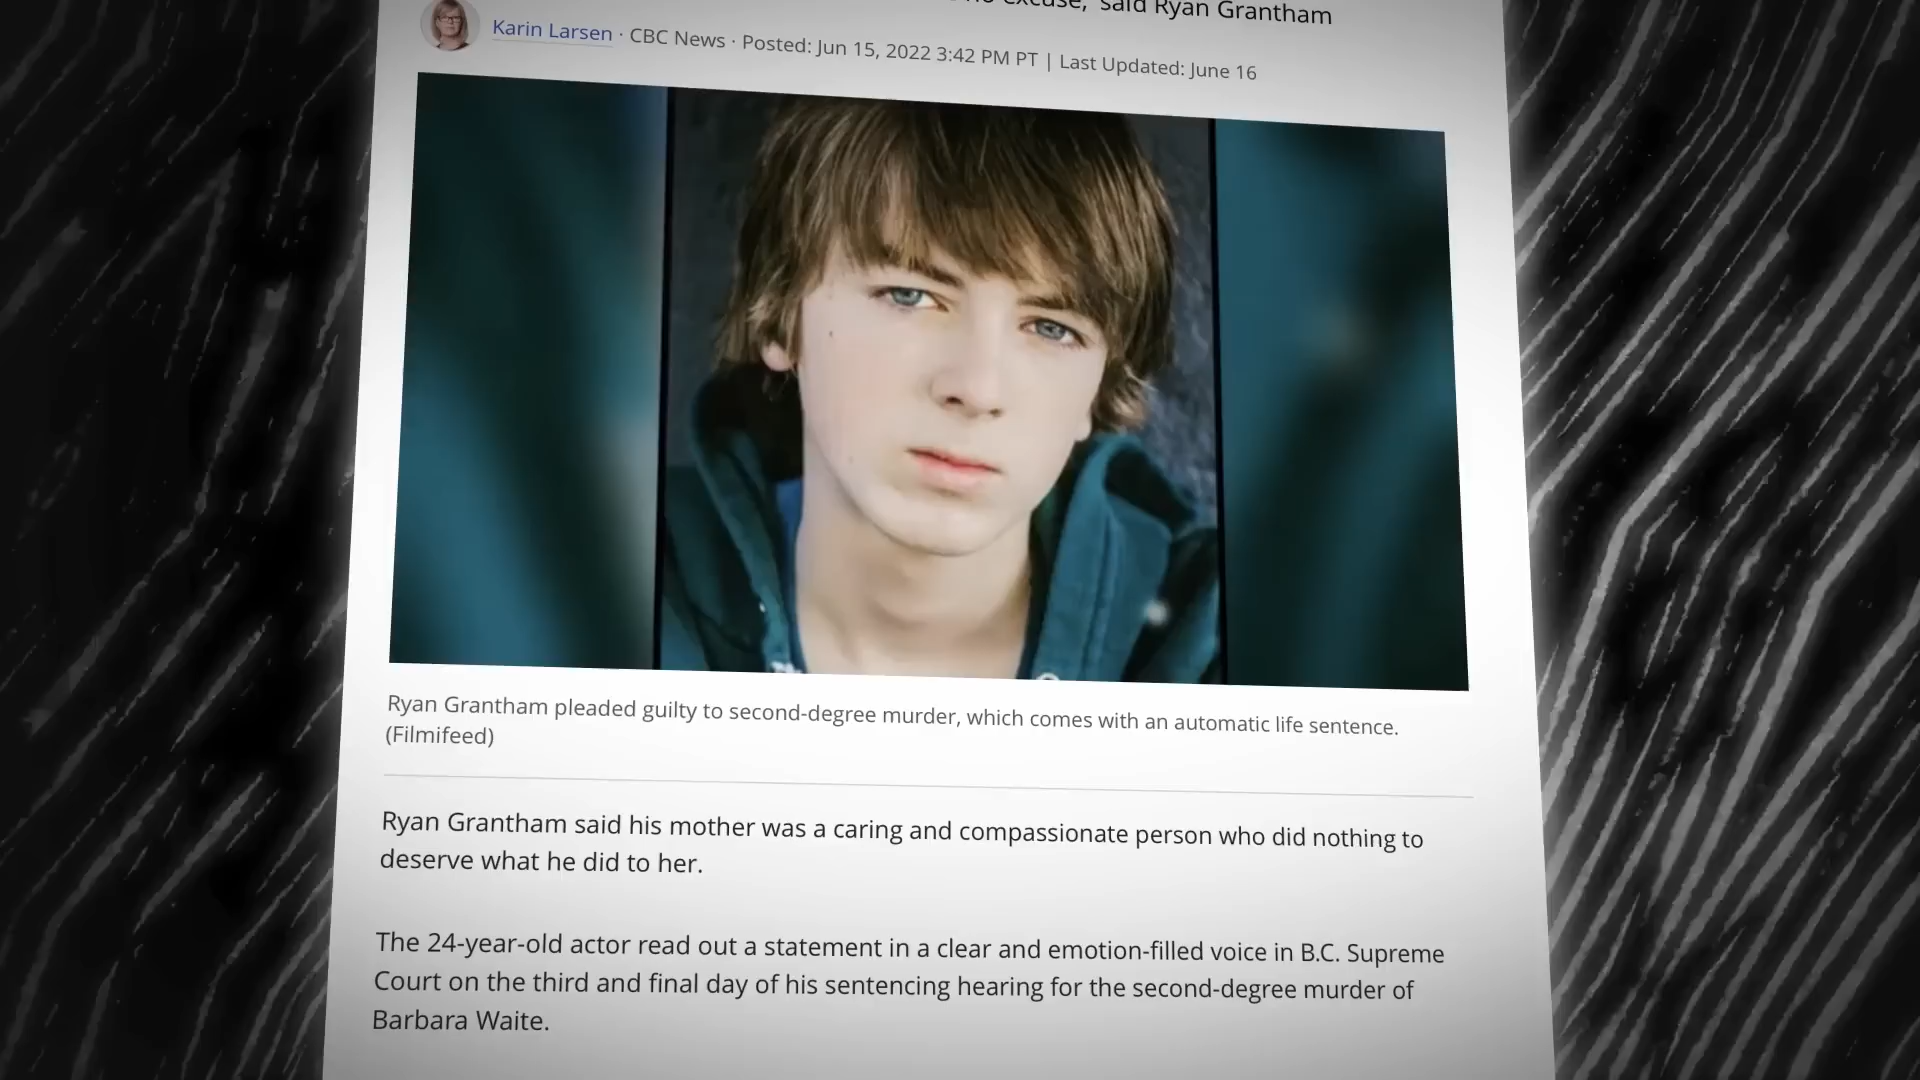 excuse,' said Ryan Grantham
Karin Larsen · CBC News · Posted: Jun 15, 2022 3:42 PM PT | Last Updated: June 16
Ryan Grantham pleaded guilty to second-degree murder, which comes with an automatic life sentence.
(Filmifeed)
Ryan Grantham said his mother was a caring and compassionate person who did nothing to
deserve what he did to her.
The 24-year-old actor read out a statement in a clear and emotion-filled voice in B.C. Supreme
Court on the third and final day of his sentencing hearing for the second-degree murder of
Barbara Waite.